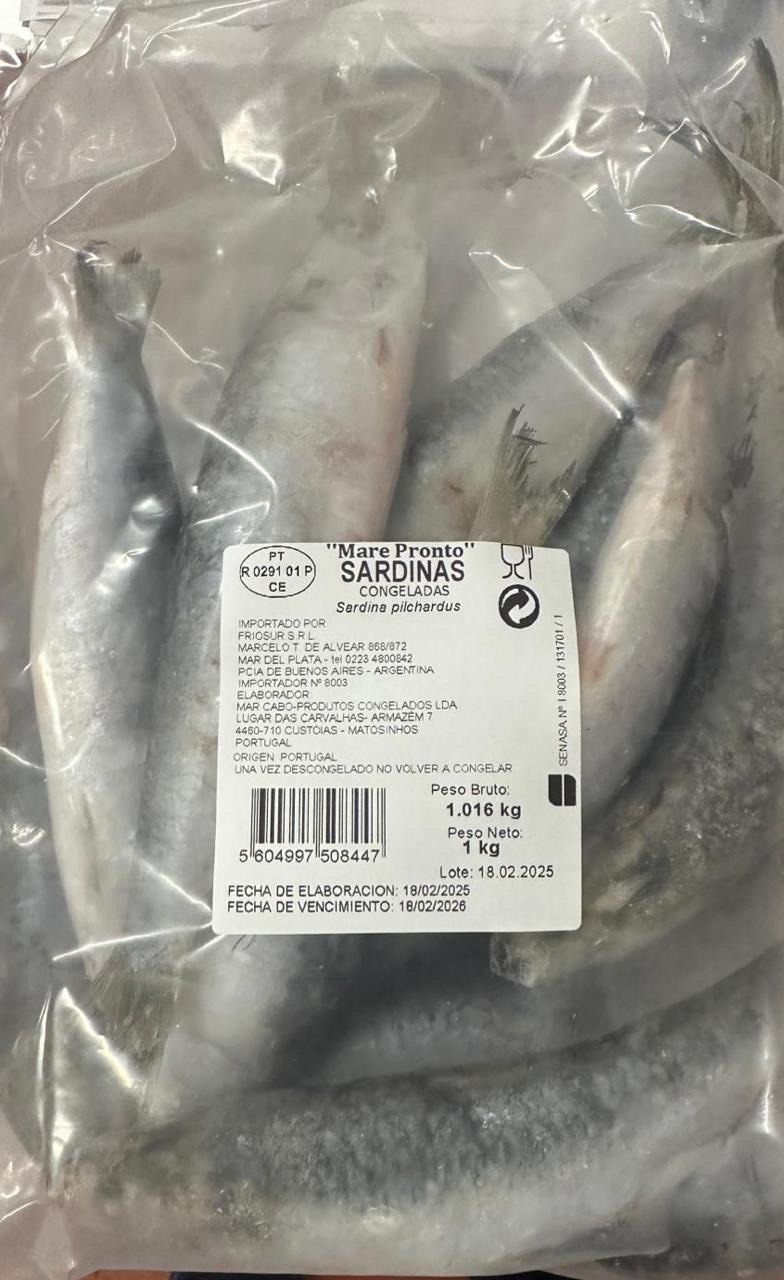 PT
R 0291 01 P
CE
"Mare Pronto"
SARDINAS
CONGELADAS
Sardina pilchardus
IMPORTADO POR
FRIOSUR S R L
MARCELO T DE ALVEAR 868/872
MAR DEL PLATA - tel 0223 4800842
PCIA DE BUENOS AIRES - ARGENTINA
IMPORTADOR Nº 8003
ELABORADOR
MAR CABO-PRODUTOS CONGELADOS LDA
LUGAR DAS CARVALHAS- ARMAZÉM 7
4460-710 CUSTOIAS - MATOSINHOS
PORTUGAL
ORIGEN PORTUGAL
UNA VEZ DESCONGELADO NO VOLVER A CONGELAR
Peso Bruto:
1.016 kg
Peso Neto:
1 kg
5 604997 508447
Lote: 18.02.2025
FECHA DE ELABORACION: 18/02/2025
FECHA DE VENCIMIENTO: 18/02/2026
SENASA Nº I 8003 / 131701 / 1